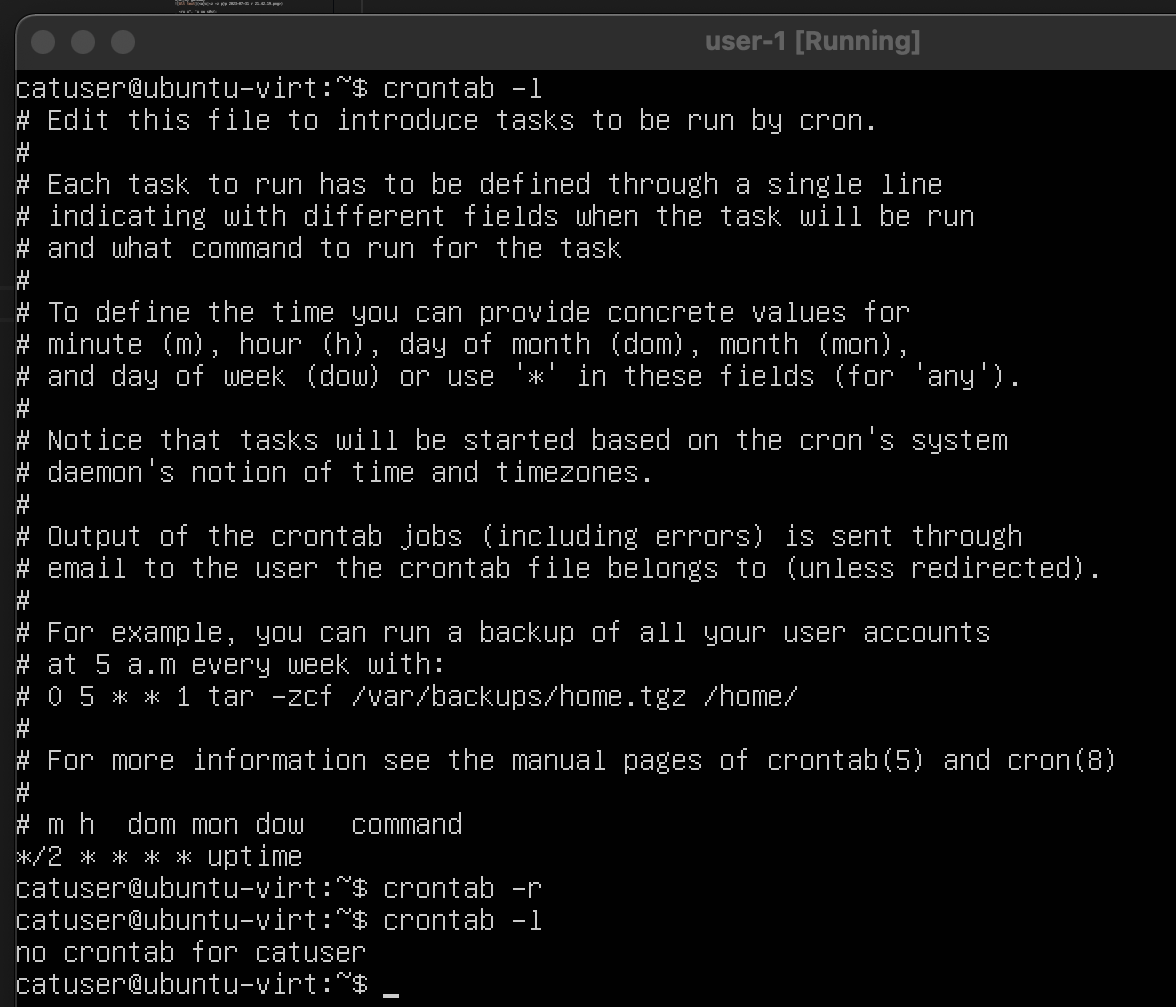 user-1 [Running]
catuser@ubuntu-virt:~$ crontab -l
# Edit this file to introduce tasks to be run by cron.
#
# Each task to run has to be defined through a single line
# indicating with different fields when the task will be run
# and what command to run for the task
#
# To define the time you can provide concrete values for
# minute (m), hour (h), day of month (dom), month (mon),
# and day of week (dow) or use '*' in these fields (for 'any').
#
# Notice that tasks will be started based on the cron's system
# daemon's notion of time and timezones.
#
# Output of the crontab jobs (including errors) is sent through
# email to the user the crontab file belongs to (unless redirected).
#
# For example, you can run a backup of all your user accounts
# at 5 a.m every week with:
# 0 5 * * 1 tar -zcf /var/backups/home.tgz /home/
#
# For more information see the manual pages of crontab(5) and cron(8)
#
# m h  dom mon dow   command
*/2 * * * * uptime
catuser@ubuntu-virt:~$ crontab -r
catuser@ubuntu-virt:~$ crontab -l
no crontab for catuser
catuser@ubuntu-virt:~$ _